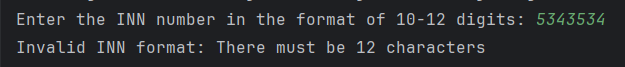 Enter the INN number in the format of 10-12 digits: 5343534
Invalid INN format: There must be 12 characters